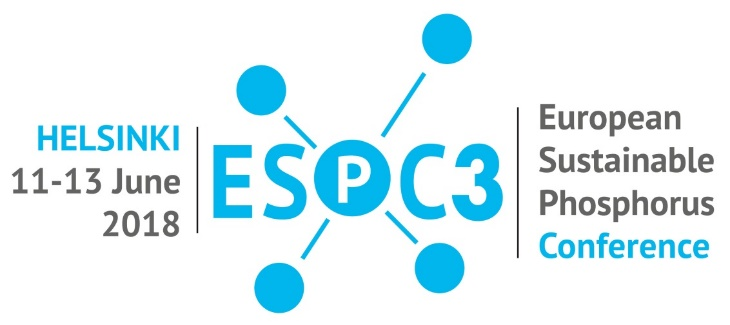 HELSINKI
11-13 June
2018
ESPC3
European
Sustainable
Phosphorus
Conference